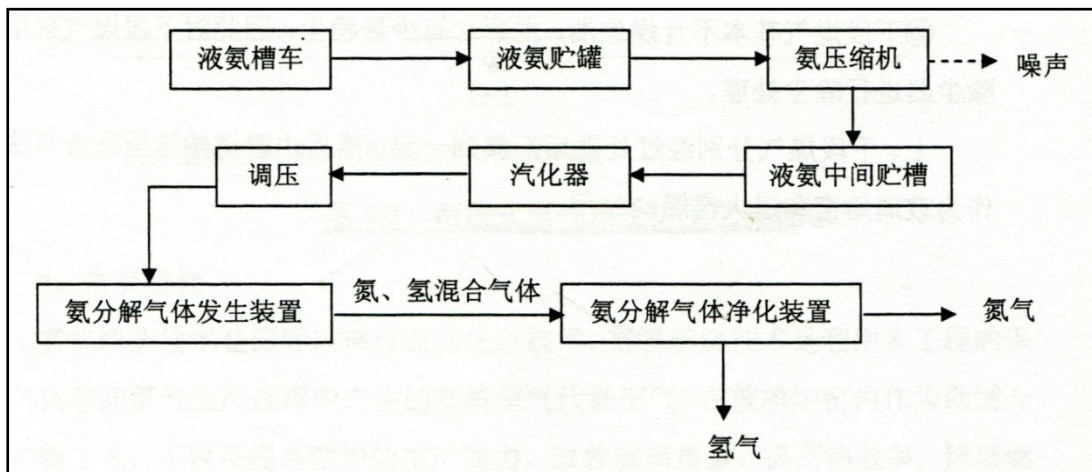 液氨槽车
液氨贮罐
氨压缩机
噪声
调压
汽化器
液氨中间贮槽
氨分解气体发生装置
氮、氢混合气体
氨分解气体净化装置
氮气
氢气